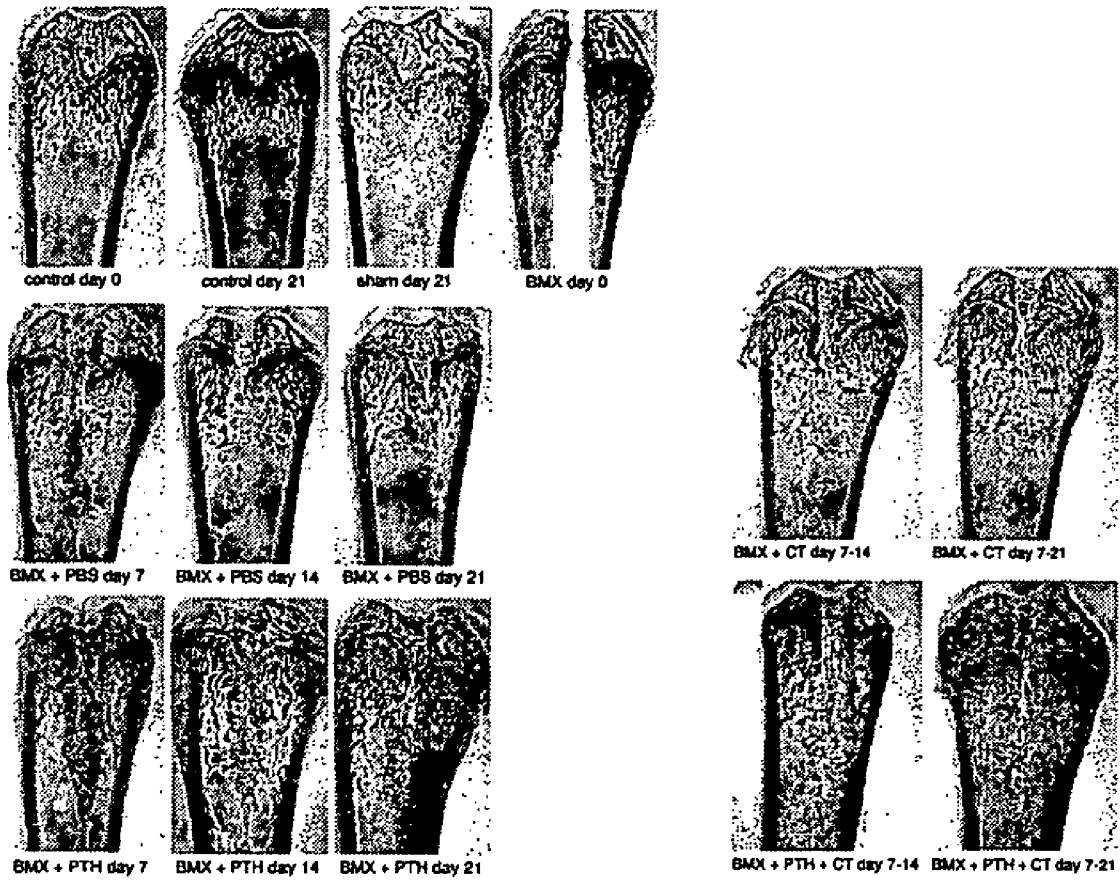 control day 0
control day 21
sham day 21
BMX day 0
BMX + PBS day 7
BMX + PBS day 14
BMX + PBS day 21
BMX + CT day 7-14
BMX + CT day 7-21
BMX + PTH day 7
BMX + PTH day 14
BMX + PTH day 21
BMX + PTH + CT day 7-14
BMX + PTH + CT day 7-21